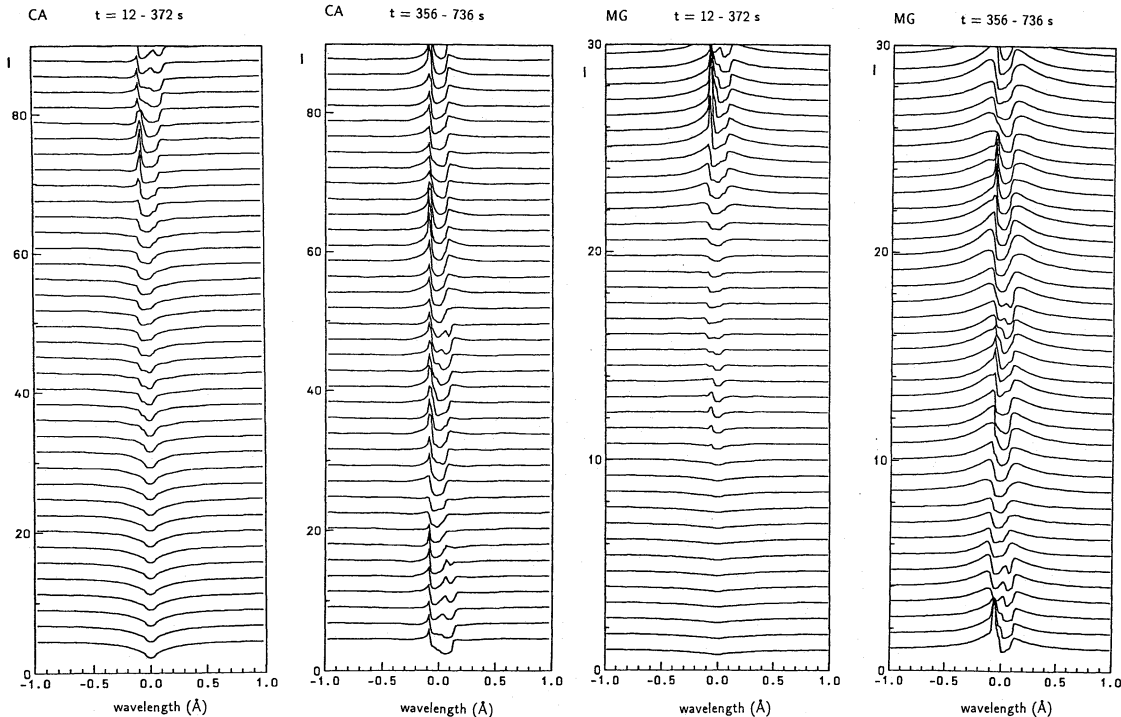 CA t = 12 - 372 s
CA t = 356 - 736 s
MG t = 12 - 372 s
MG t = 356 - 736 s
I
80
60
40
20
0
-1.0 -0.5 0.0 0.5 1.0
wavelength (Å)
I
80
60
40
20
0
-1.0 -0.5 0.0 0.5 1.0
wavelength (Å)
30
I
20
10
0
-1.0 -0.5 0.0 0.5 1.0
wavelength (Å)
30
I
20
10
0
-1.0 -0.5 0.0 0.5 1.0
wavelength (Å)